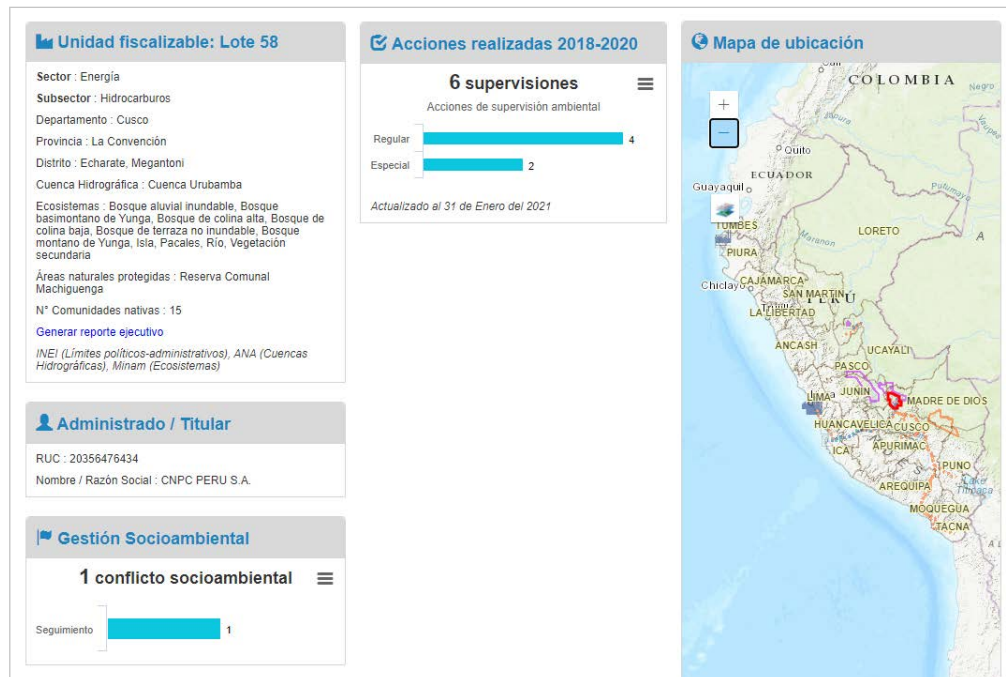 Unidad fiscalizable: Lote 58
Sector : Energía
Subsector : Hidrocarburos
Departamento : Cusco
Provincia : La Convención
Distrito : Echarate, Megantoni
Cuenca Hidrográfica : Cuenca Urubamba
Ecosistemas : Bosque aluvial inundable, Bosque
basimontano de Yunga, Bosque de colina alta, Bosque de
colina baja, Bosque de terraza no inundable, Bosque
montano de Yunga, Isla, Pacales, Río, Vegetación
secundaria
Áreas naturales protegidas : Reserva Comunal
Machiguenga
N° Comunidades nativas : 15
Generar reporte ejecutivo
INEI (Límites políticos-administrativos), ANA (Cuencas
Hidrográficas), Minam (Ecosistemas)
Administrado / Titular
RUC : 20356476434
Nombre / Razón Social : CNPC PERU S.A.
Gestión Socioambiental
1 conflicto socioambiental
Seguimiento 1
Acciones realizadas 2018-2020
6 supervisiones
Acciones de supervisión ambiental
Regular 4
Especial 2
Actualizado al 31 de Enero del 2021
Mapa de ubicación
COLOMBIA
Negro
+
Japura
−
Quito
ECUADOR
Guayaquil
Putumayo
TUMBES
LORETO
A
Maranon
PIURA
CAJAMARCA
Chiclayo
SAN MARTIN
PERÚ
LA LIBERTAD
ANCASH
UCAYALI
PASCO
LIMA
JUNIN
MADRE DE DIOS
HUANCAVELICA
CUSCO
ICA
APURIMAC
PUNO
Lake
Titicaca
AREQUIPA
MOQUEGUA
TACNA